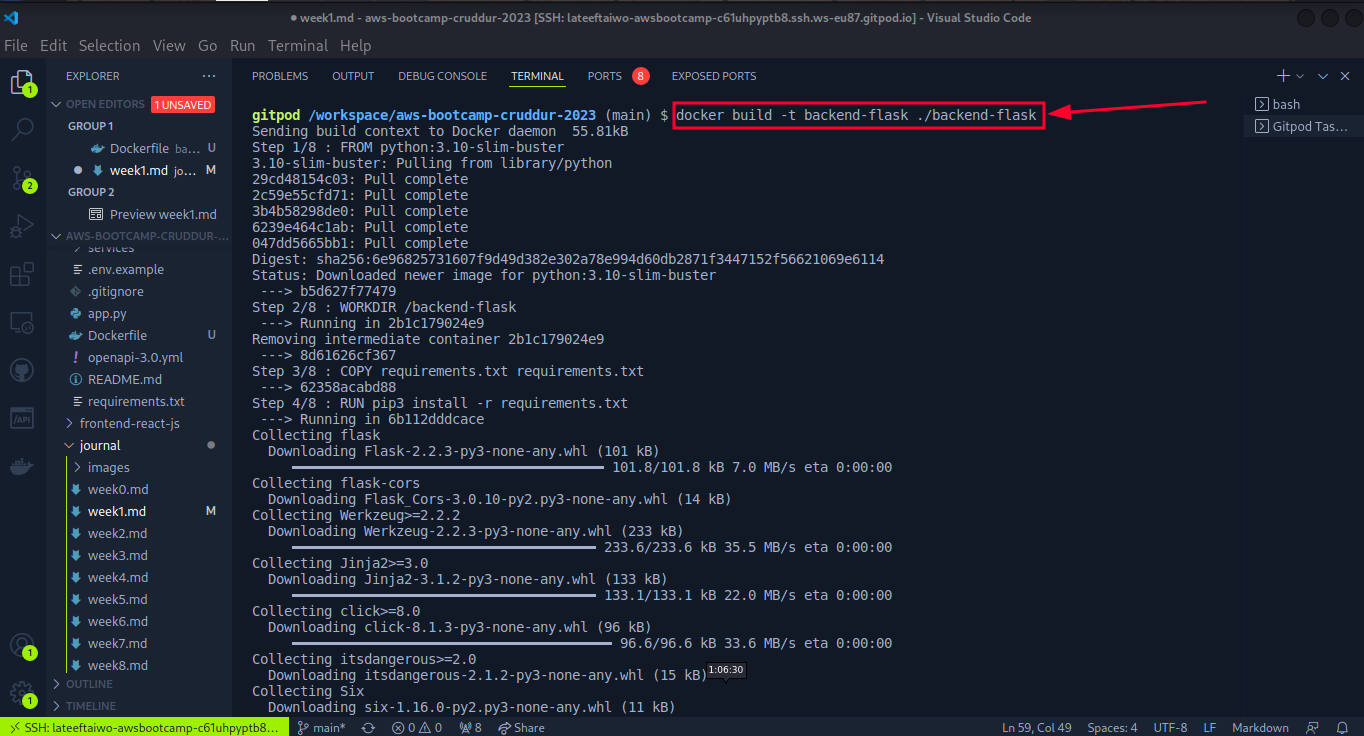 ● week1.md - aws-bootcamp-cruddur-2023 [SSH: lateeftaiwo-awsbootcamp-c61uhpyptb8.ssh.ws-eu87.gitpod.io] - Visual Studio Code
File Edit Selection View Go Run Terminal Help
EXPLORER ...
OPEN EDITORS 1 UNSAVED
GROUP 1
Dockerfile ba... U
● week1.md jo... M
GROUP 2
Preview week1.md
AWS-BOOTCAMP-CRUDDUR-...
services
.env.example
.gitignore
app.py
Dockerfile U
! openapi-3.0.yml
README.md
requirements.txt
frontend-react-js
journal
images
week0.md
week1.md M
week2.md
week3.md
week4.md
week5.md
week6.md
week7.md
week8.md
OUTLINE
TIMELINE
1
2
/API
1
1
PROBLEMS OUTPUT DEBUG CONSOLE TERMINAL PORTS 8 EXPOSED PORTS
gitpod /workspace/aws-bootcamp-cruddur-2023 (main) $ docker build -t backend-flask ./backend-flask
Sending build context to Docker daemon  55.81kB
Step 1/8 : FROM python:3.10-slim-buster
3.10-slim-buster: Pulling from library/python
29cd48154c03: Pull complete
2c59e55cfd71: Pull complete
3b4b58298de0: Pull complete
6239e464c1ab: Pull complete
047dd5665bb1: Pull complete
Digest: sha256:6e96825731607f9d49d382e302a78e994d60db2871f3447152f56621069e6114
Status: Downloaded newer image for python:3.10-slim-buster
---> b5d627f77479
Step 2/8 : WORKDIR /backend-flask
---> Running in 2b1c179024e9
Removing intermediate container 2b1c179024e9
---> 8d61626cf367
Step 3/8 : COPY requirements.txt requirements.txt
---> 62358acabd88
Step 4/8 : RUN pip3 install -r requirements.txt
---> Running in 6b112dddcace
Collecting flask
Downloading Flask-2.2.3-py3-none-any.whl (101 kB)
101.8/101.8 kB 7.0 MB/s eta 0:00:00
Collecting flask-cors
Downloading Flask_Cors-3.0.10-py2.py3-none-any.whl (14 kB)
Collecting Werkzeug>=2.2.2
Downloading Werkzeug-2.2.3-py3-none-any.whl (233 kB)
233.6/233.6 kB 35.5 MB/s eta 0:00:00
Collecting Jinja2>=3.0
Downloading Jinja2-3.1.2-py3-none-any.whl (133 kB)
133.1/133.1 kB 22.0 MB/s eta 0:00:00
Collecting click>=8.0
Downloading click-8.1.3-py3-none-any.whl (96 kB)
96.6/96.6 kB 33.6 MB/s eta 0:00:00
Collecting itsdangerous>=2.0
Downloading itsdangerous-2.1.2-py3-none-any.whl (15 kB)
1:06:30
Collecting Six
Downloading six-1.16.0-py2.py3-none-any.whl (11 kB)
bash
Gitpod Tas...
SSH: lateeftaiwo-awsbootcamp-c61uhpyptb8... main* 0 0 8 Share Ln 59, Col 49 Spaces: 4 UTF-8 LF Markdown